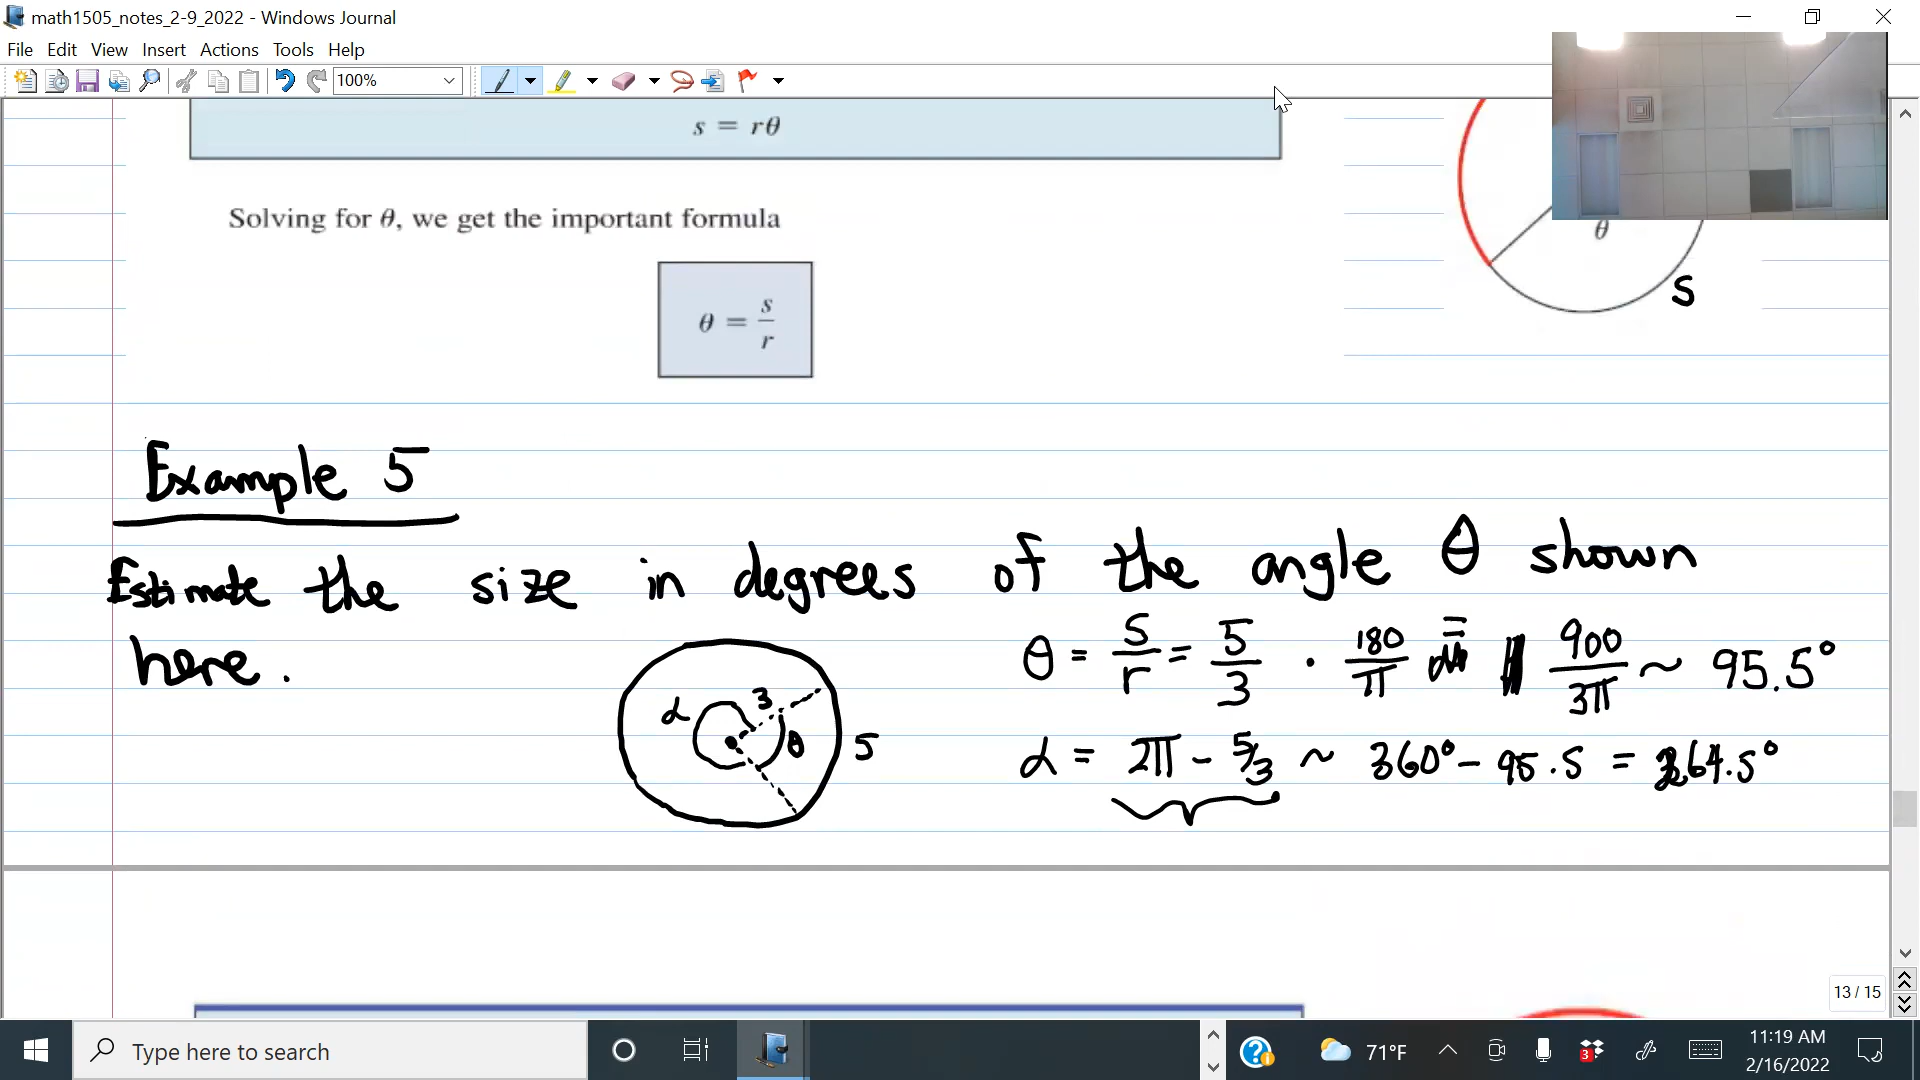 math1505_notes_2-9_2022 - Windows Journal
File Edit View Insert Actions Tools Help
100%
s = rθ
Solving for θ, we get the important formula
θ = s/r
θ
S
Example 5
Estimate the size in degrees of the angle θ shown
here.
θ = s/r = 5/3 · 180/π = 900/3π ~ 95.5°
α 3 θ 5
α = 2π - 5/3 ~ 360° - 95.5 = 264.5°
13 / 15
Type here to search
71°F
3
11:19 AM
2/16/2022